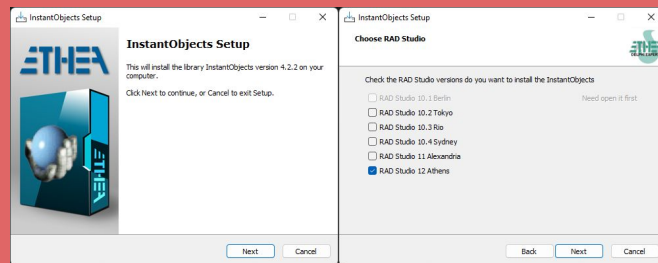 InstantObjects Setup
ETHEA
ETHEA
InstantObjects Setup
This will install the library InstantObjects version 4.2.2 on your
computer.
Click Next to continue, or Cancel to exit Setup.
Next
Cancel
InstantObjects Setup
Choose RAD Studio
ETHEA
Check the RAD Studio versions do you want to install the InstantObjects
RAD Studio 10.1 Berlin
Need open it first
RAD Studio 10.2 Tokyo
RAD Studio 10.3 Rio
RAD Studio 10.4 Sydney
RAD Studio 11 Alexandria
RAD Studio 12 Athens
Back
Next
Cancel